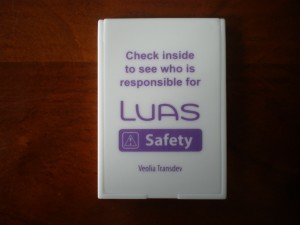 Check inside
to see who is
responsible for
LUAS
Safety
Veolia Transdev